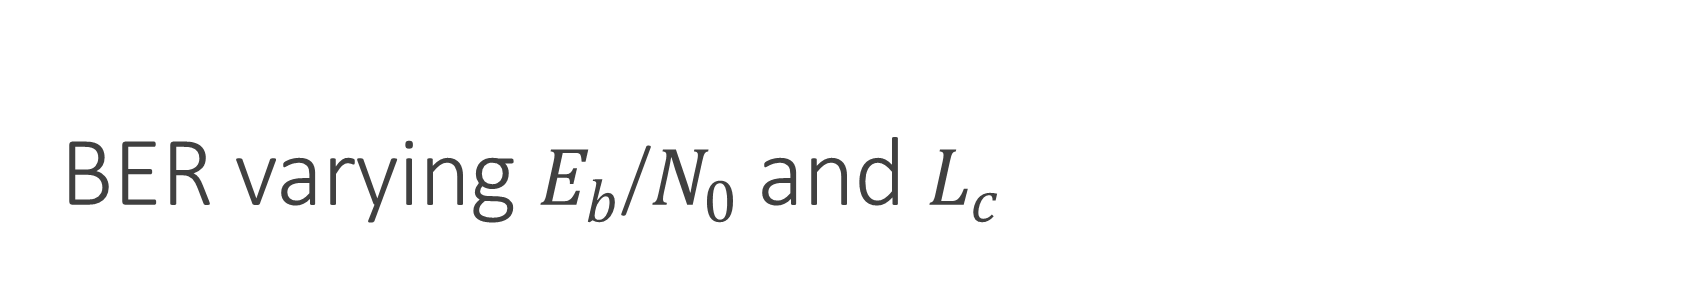 BER varying $E_b/N_0$ and $L_c$